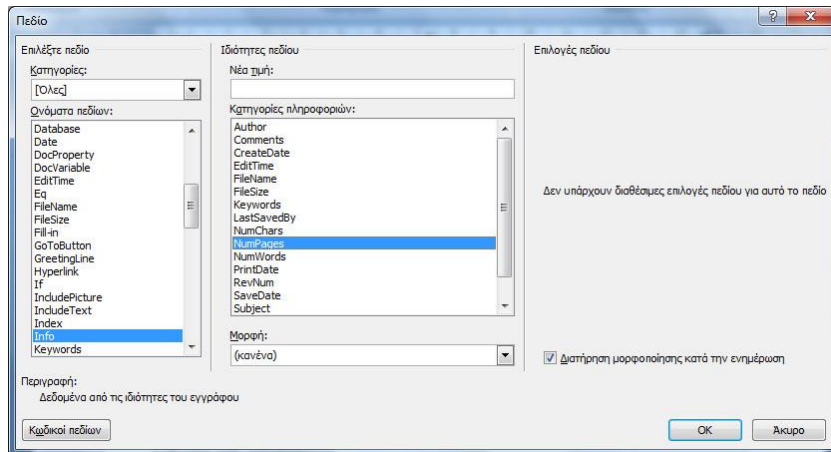 Πεδίο
Επιλέξτε πεδίο
Κατηγορίες:
[Όλες]
Ονόματα πεδίων:
Database
Date
DocProperty
DocVariable
EditTime
Eq
FileName
FileSize
Fill-in
GoToButton
GreetingLine
Hyperlink
If
IncludePicture
IncludeText
Index
Info
Keywords
Ιδιότητες πεδίου
Νέα τιμή:
Κατηγορίες πληροφοριών:
Author
Comments
CreateDate
EditTime
FileName
FileSize
Keywords
LastSavedBy
NumChars
NumPages
NumWords
PrintDate
RevNum
SaveDate
Subject
Μορφή:
(κανένα)
Επιλογές πεδίου
Δεν υπάρχουν διαθέσιμες επιλογές πεδίου για αυτό το πεδίο
Διατήρηση μορφοποίησης κατά την ενημέρωση
Περιγραφή:
Δεδομένα από τις ιδιότητες του εγγράφου
Κωδικοί πεδίων
OK
Άκυρο